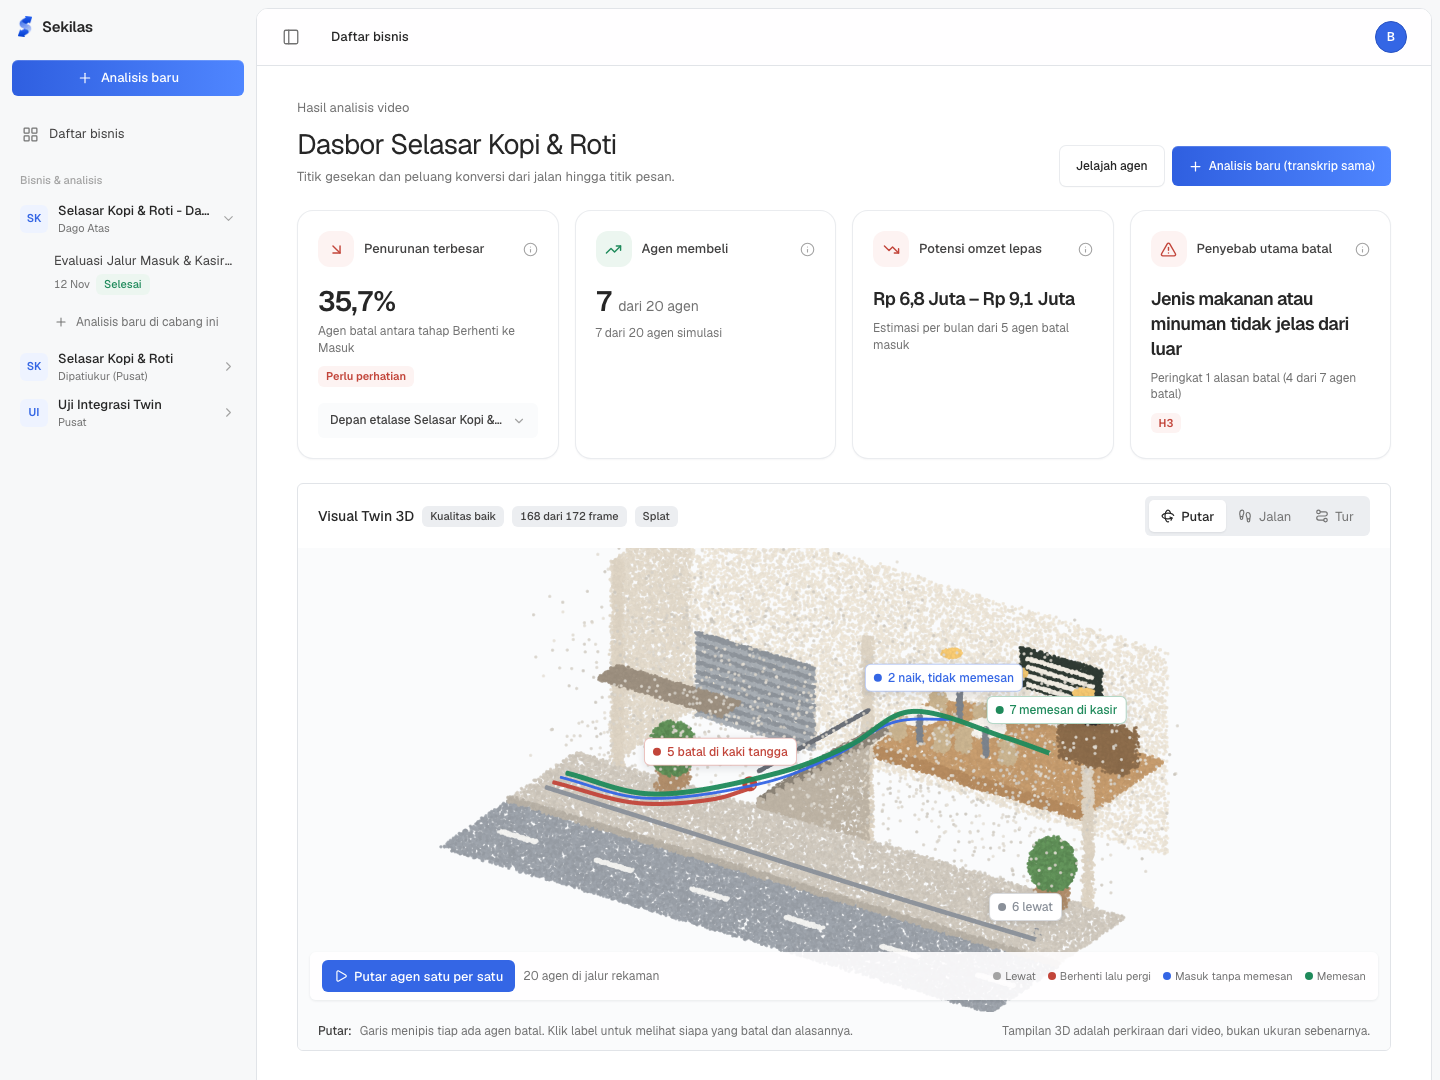 Sekilas
Analisis baru
Daftar bisnis
Bisnis & analisis
SK
Selasar Kopi & Roti - Da...
Dago Atas
Evaluasi Jalur Masuk & Kasir...
12 Nov
Selesai
Analisis baru di cabang ini
SK
Selasar Kopi & Roti
Dipatiukur (Pusat)
UI
Uji Integrasi Twin
Pusat
Daftar bisnis
B
Hasil analisis video
Dasbor Selasar Kopi & Roti
Titik gesekan dan peluang konversi dari jalan hingga titik pesan.
Jelajah agen
Analisis baru (transkrip sama)
Penurunan terbesar
35,7%
Agen batal antara tahap Berhenti ke
Masuk
Perlu perhatian
Depan etalase Selasar Kopi &...
Agen membeli
7 dari 20 agen
7 dari 20 agen simulasi
Potensi omzet lepas
Rp 6,8 Juta – Rp 9,1 Juta
Estimasi per bulan dari 5 agen batal
masuk
Penyebab utama batal
Jenis makanan atau
minuman tidak jelas dari
luar
Peringkat 1 alasan batal (4 dari 7 agen
batal)
H3
Visual Twin 3D
Kualitas baik
168 dari 172 frame
Splat
Putar
Jalan
Tur
2 naik, tidak memesan
7 memesan di kasir
5 batal di kaki tangga
6 lewat
Putar agen satu per satu
20 agen di jalur rekaman
Lewat
Berhenti lalu pergi
Masuk tanpa memesan
Memesan
Putar: Garis menipis tiap ada agen batal. Klik label untuk melihat siapa yang batal dan alasannya.
Tampilan 3D adalah perkiraan dari video, bukan ukuran sebenarnya.